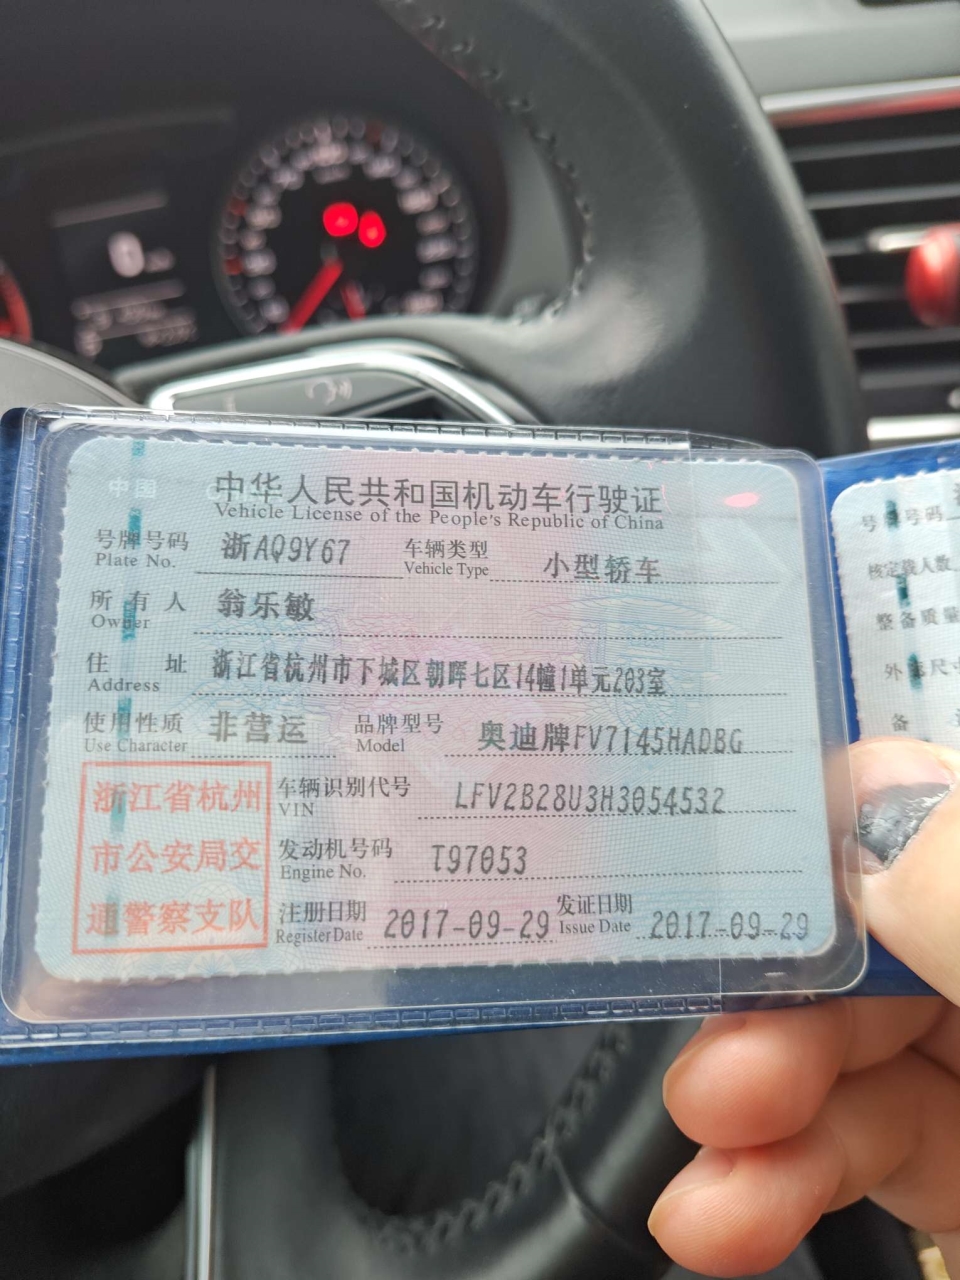 中国
中华人民共和国机动车行驶证
Vehicle License of the People's Republic of China
号牌号码 浙AQ9Y67 车辆类型 小型轿车
Plate No. Vehicle Type
所有人 翁乐敏
Owner
住址 浙江省杭州市下城区朝晖七区14幢1单元203室
Address
使用性质 非营运 品牌型号 奥迪牌FV7145HADBG
Use Character Model
浙江省杭州
市公安局交
通警察支队
车辆识别代号 LFV2B28U3H3054532
VIN
发动机号码 T97053
Engine No.
注册日期 2017-09-29 发证日期 2017-09-29
Register Date Issue Date
号牌号码
核定载人数
整备质量
外廓尺寸
备